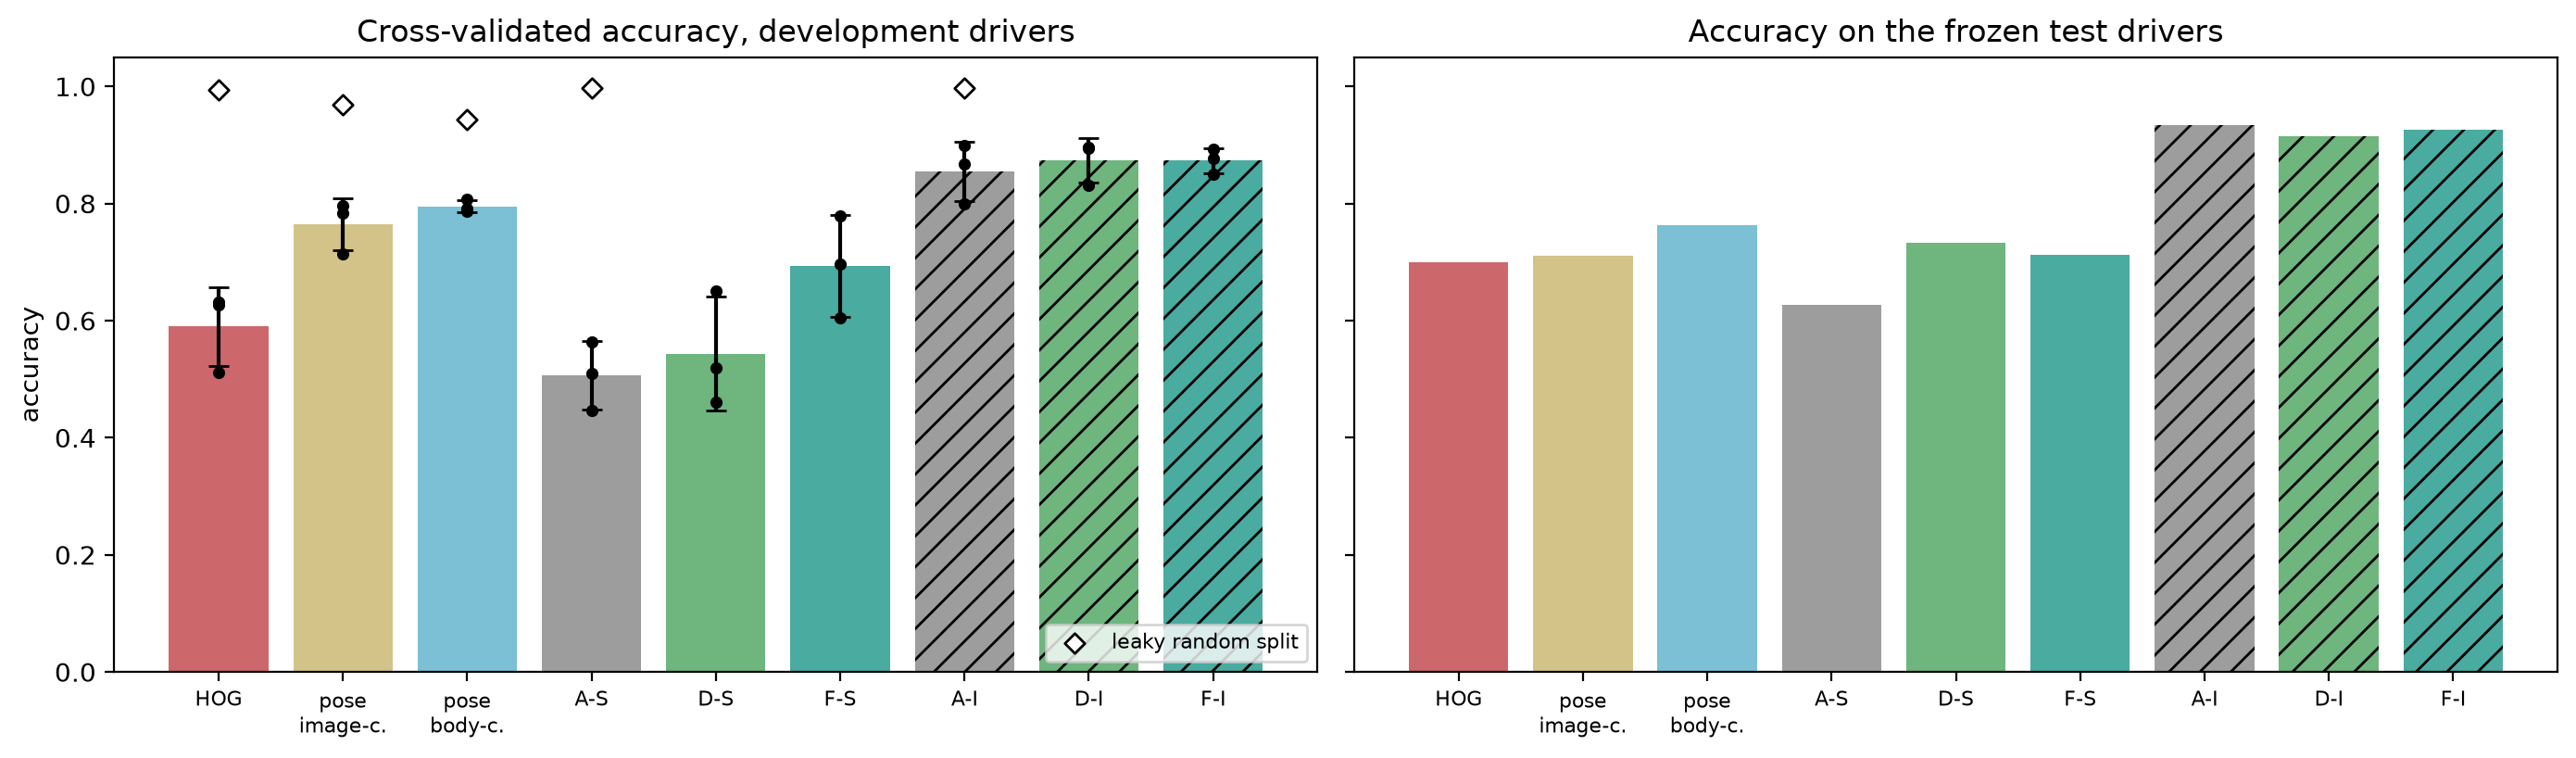 Cross-validated accuracy, development drivers
accuracy
1.0
0.8
0.6
0.4
0.2
0.0
leaky random split
HOG
pose
image-c.
pose
body-c.
A-S
D-S
F-S
A-I
D-I
F-I
Accuracy on the frozen test drivers
HOG
pose
image-c.
pose
body-c.
A-S
D-S
F-S
A-I
D-I
F-I